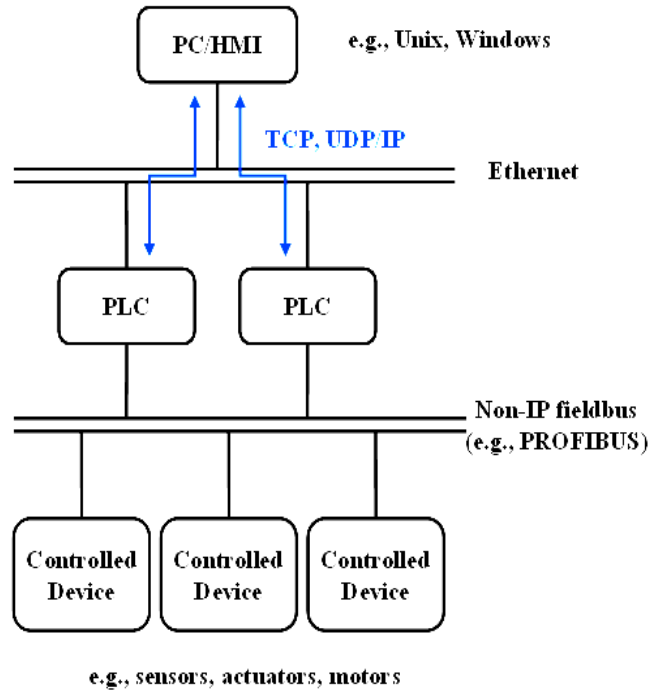 PC/HMI
e.g., Unix, Windows
TCP, UDP/IP
Ethernet
PLC
PLC
Non-IP fieldbus
(e.g., PROFIBUS)
Controlled
Device
Controlled
Device
Controlled
Device
e.g., sensors, actuators, motors